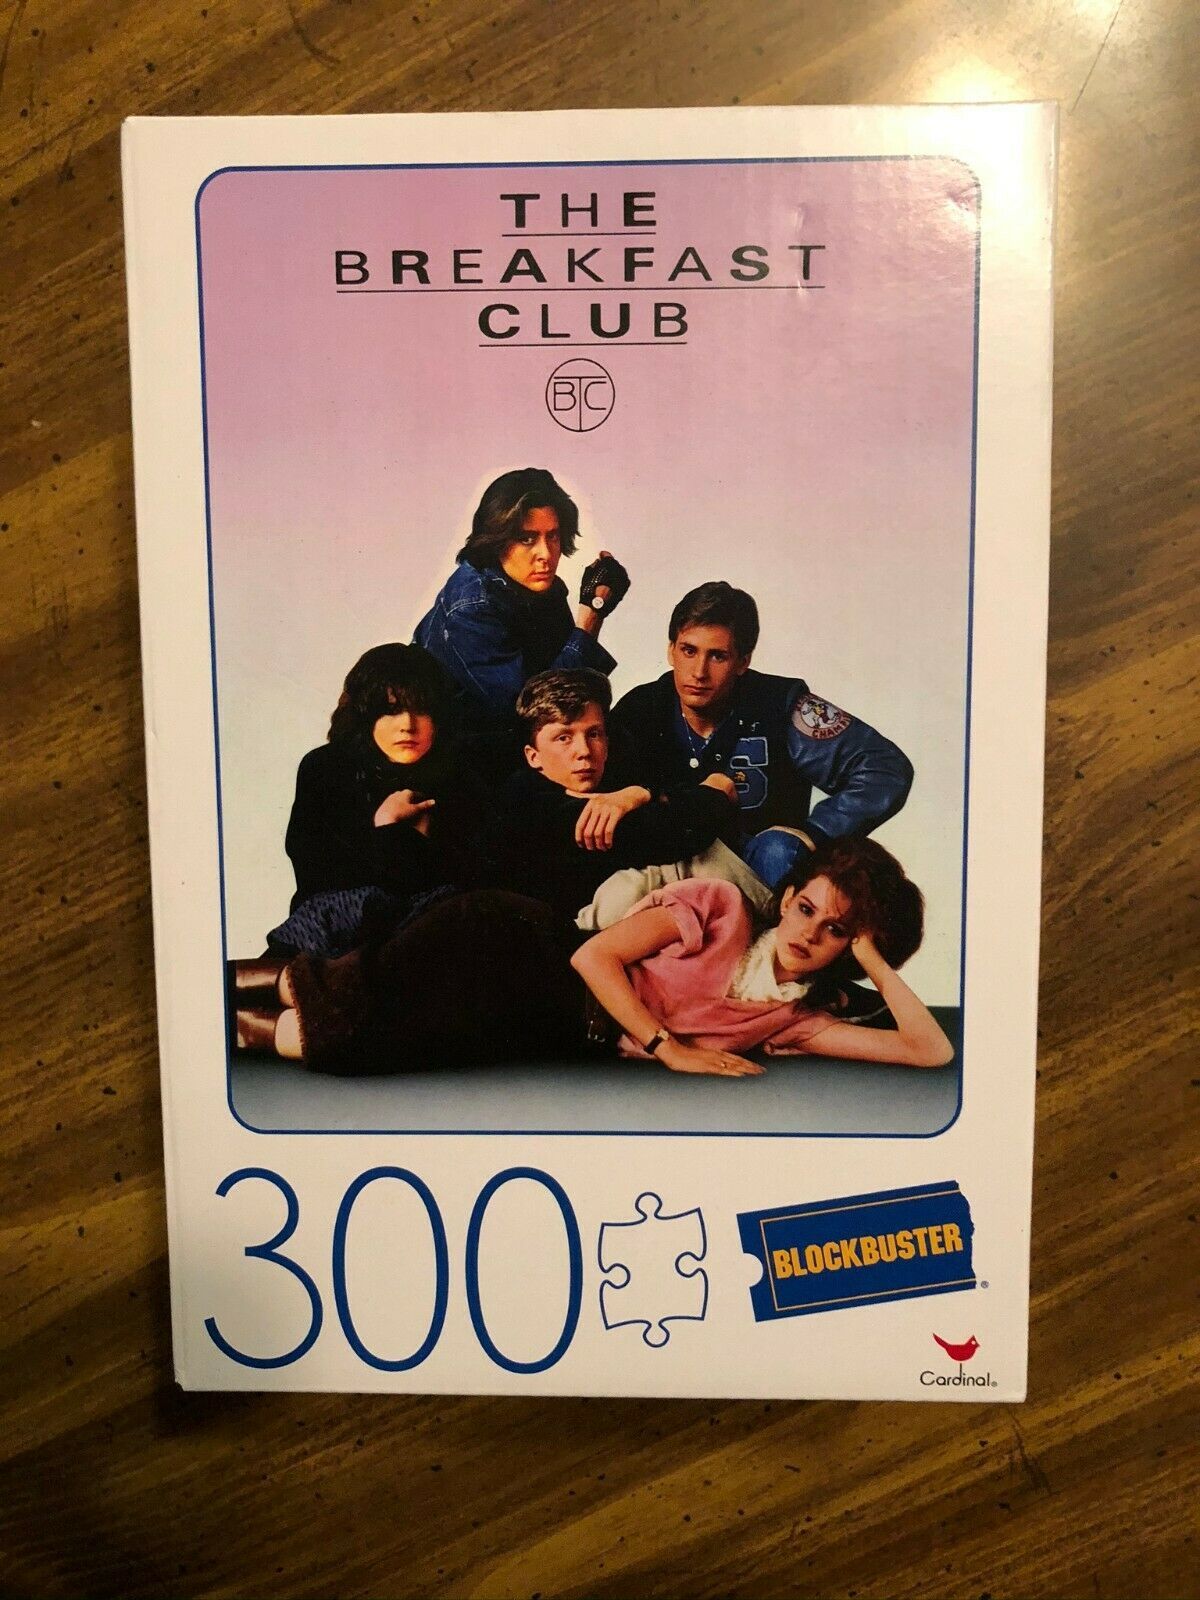 THE
BREAKFAST
CLUB
BTC
CHAMP
S
300
BLOCKBUSTER®
Cardinal®